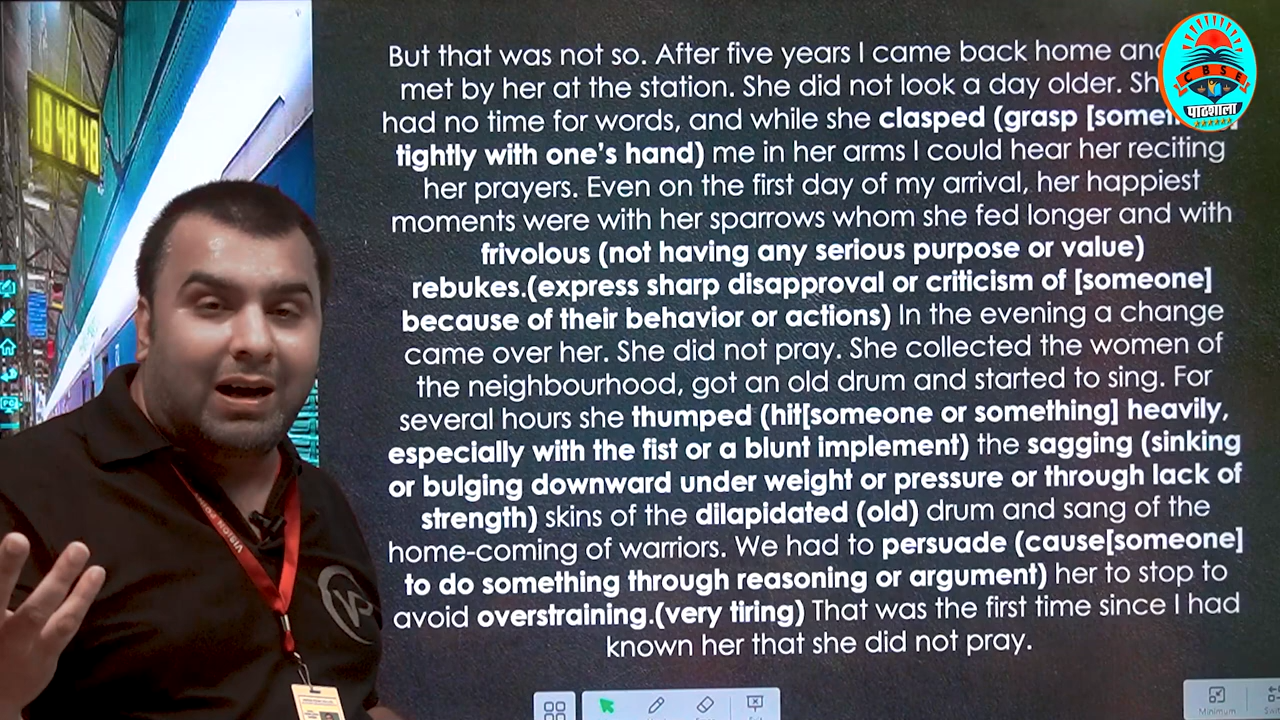 But that was not so. After five years I came back home and
met by her at the station. She did not look a day older. She
had no time for words, and while she clasped (grasp
tightly with one's hand) me in her arms I could hear her reciting
her prayers. Even on the first day of my arrival, her happiest
moments were with her sparrows whom she fed longer and with
frivolous (not having any serious purpose or value)
rebukes.(express sharp disapproval or criticism of [someone]
because of their behavior or actions) In the evening a change
came over her. She did not pray. She collected the women of
the neighbourhood, got an old drum and started to sing. For
several hours she thumped (hit[someone or something] heavily,
especially with the fist or a blunt implement) the sagging (sinking
or bulging downward under weight or pressure or through lack of
strength) skins of the dilapidated (old) drum and sang of the
home-coming of warriors. We had to persuade (cause[someone]
to do something through reasoning or argument) her to stop to
avoid overstraining.(very tiring) That was the first time since I had
known her that she did not pray.
CBSE
पाठशाला
18 48 48
VISION
VP
Minimum